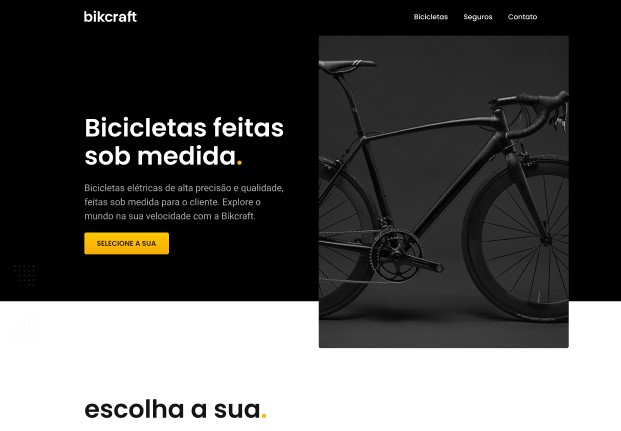 bikcraft
Bicicletas Seguros Contato
Bicicletas feitas
sob medida.
Bicicletas elétricas de alta precisão e qualidade,
feitas sob medida para o cliente. Explore o
mundo na sua velocidade com a Bikcraft.
SELECIONE A SUA
escolha a sua.